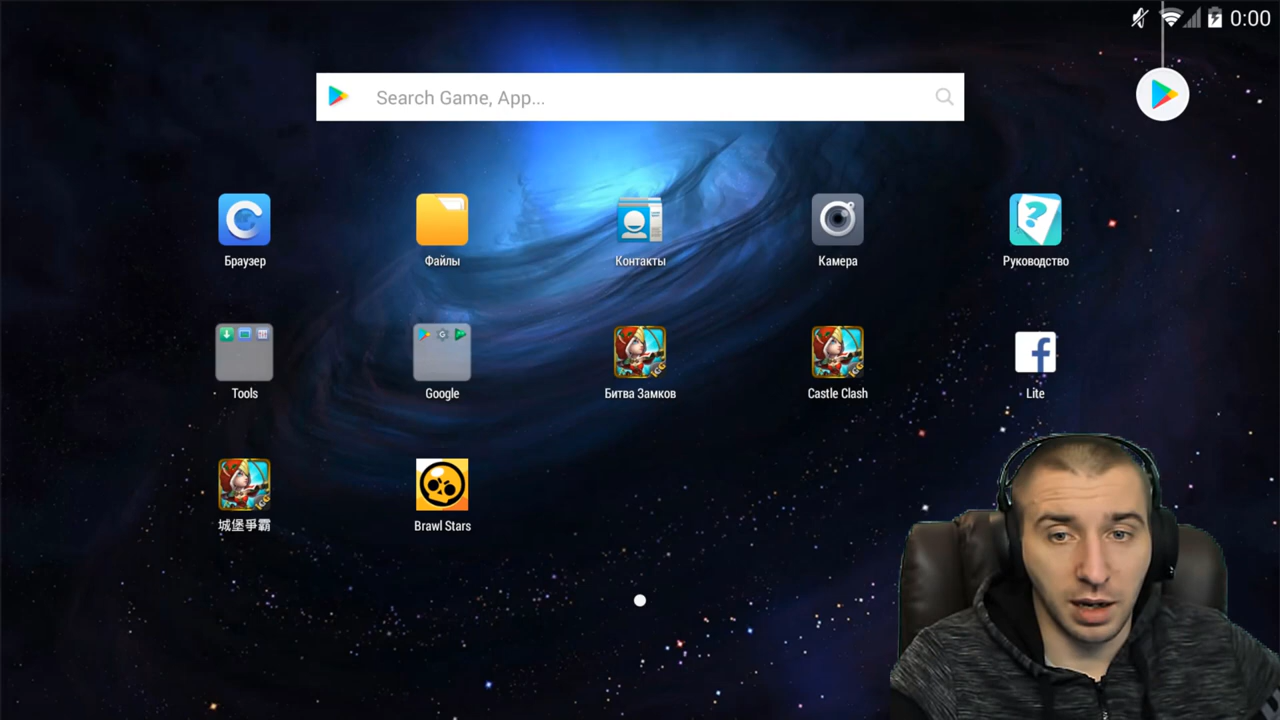 0:00
Search Game, App...
Браузер
Файлы
Контакты
Камера
Руководство
Tools
Google
Битва Замков
Castle Clash
Lite
城堡爭霸
Brawl Stars